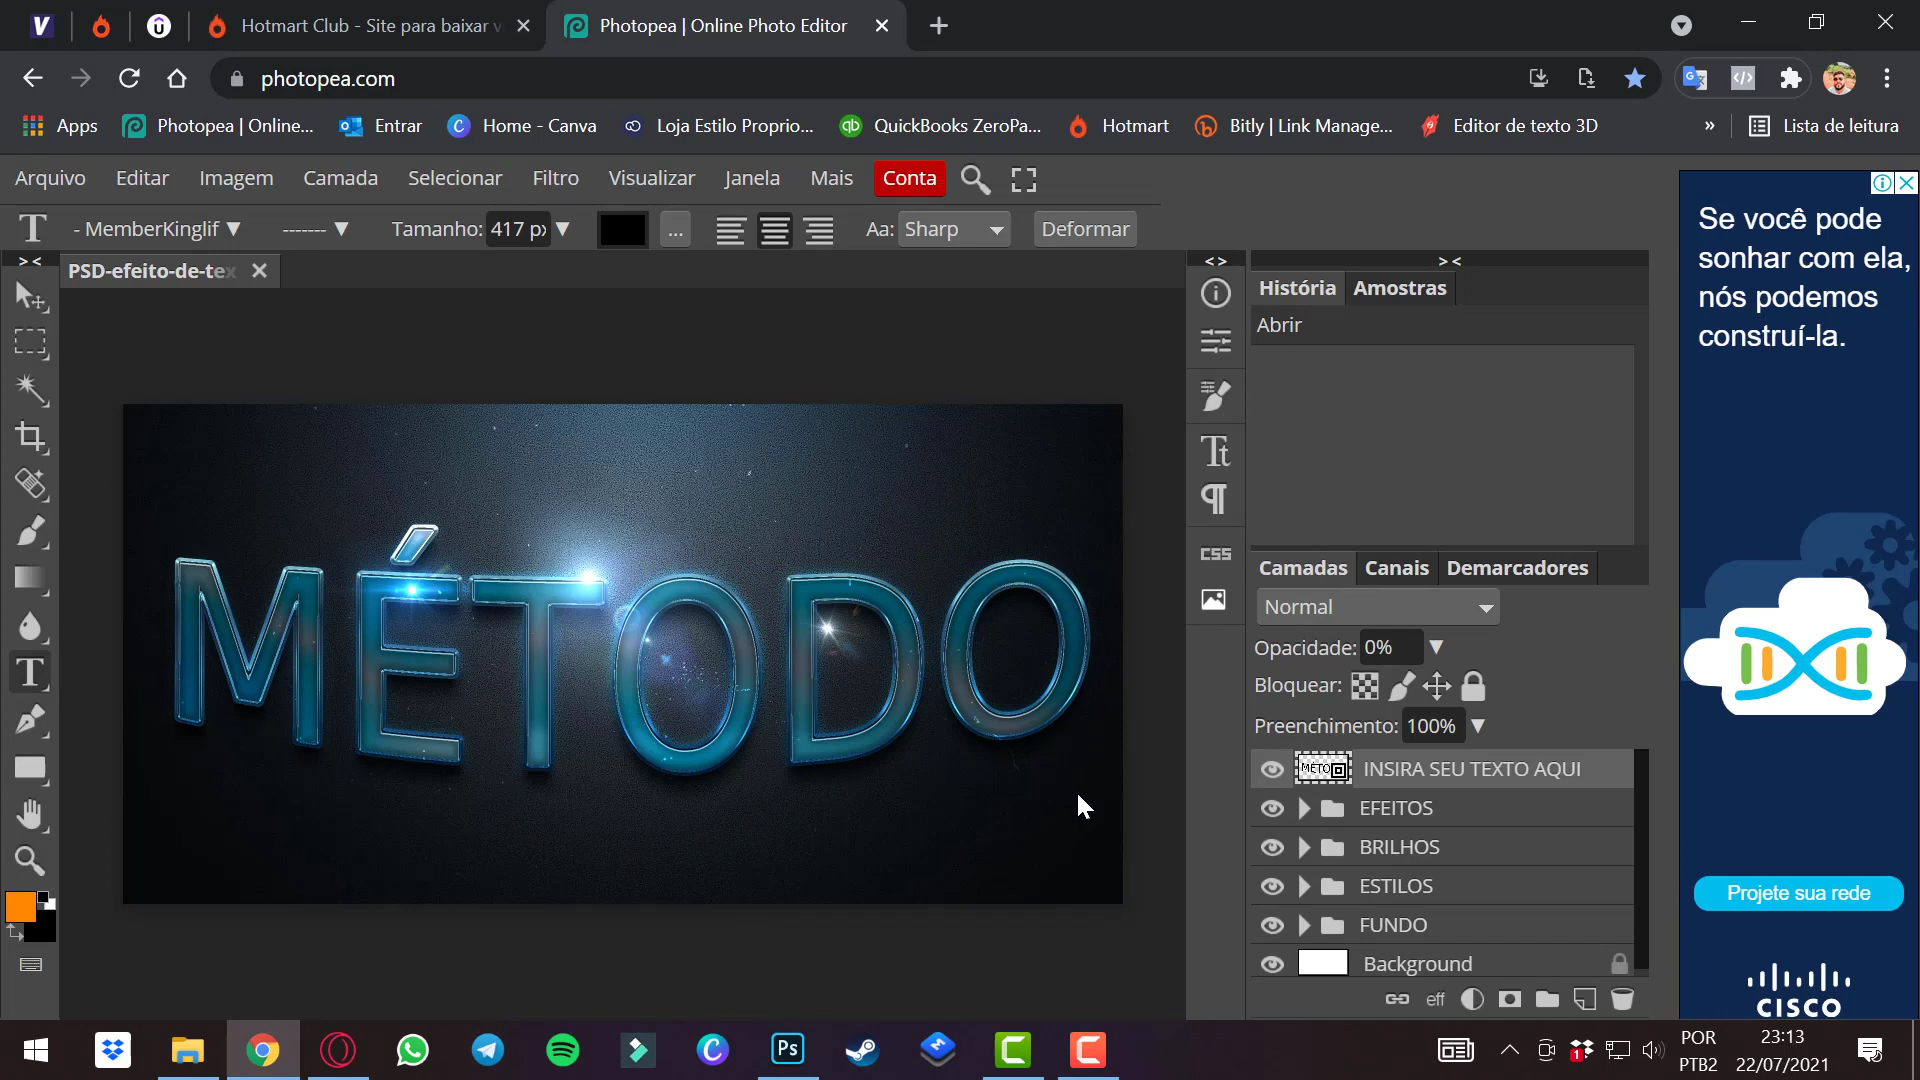 Hotmart Club - Site para baixar v
Photopea | Online Photo Editor
photopea.com
Apps
Photopea | Online...
Entrar
Home - Canva
Loja Estilo Proprio...
QuickBooks ZeroPa...
Hotmart
Bitly | Link Manage...
Editor de texto 3D
»
Lista de leitura
Arquivo
Editar
Imagem
Camada
Selecionar
Filtro
Visualizar
Janela
Mais
Conta
- MemberKinglif
-------
Tamanho: 417 px
...
Aa: Sharp
Deformar
PSD-efeito-de-tex
História
Amostras
Abrir
MÉTODO
CSS
Camadas
Canais
Demarcadores
Normal
Opacidade: 0%
Bloquear:
Preenchimento: 100%
INSIRA SEU TEXTO AQUI
EFEITOS
BRILHOS
ESTILOS
FUNDO
Background
eff
Se você pode
sonhar com ela,
nós podemos
construí-la.
Projete sua rede
CISCO
Ps
1
POR
PTB2
23:13
22/07/2021